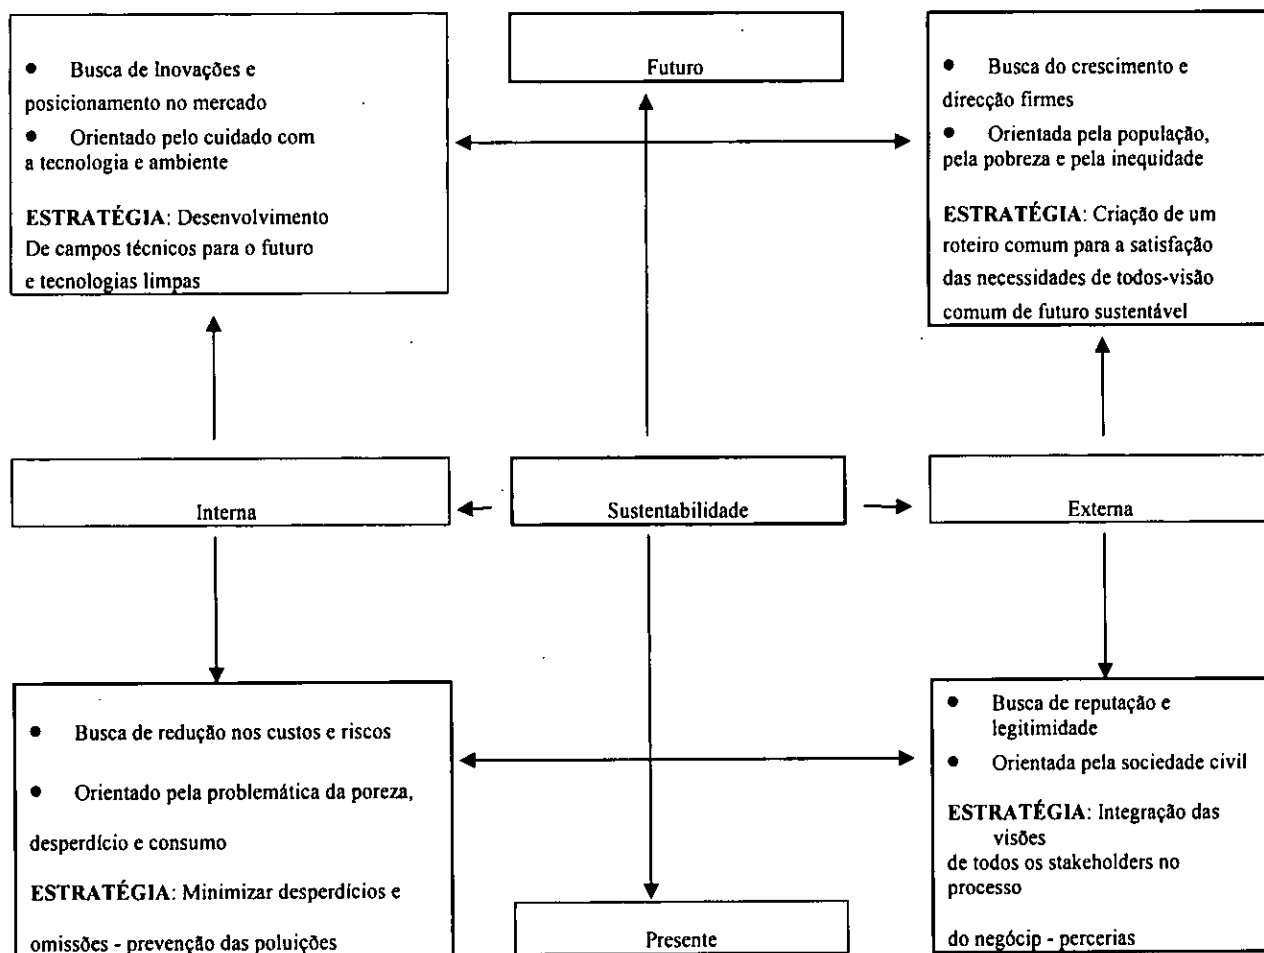 • Busca de Inovações e
posicionamento no mercado
• Orientado pelo cuidado com
a tecnologia e ambiente
ESTRATÉGIA: Desenvolvimento
De campos técnicos para o futuro
e tecnologias limpas
Futuro
• Busca do crescimento e
direcção firmes
• Orientada pela população,
pela pobreza e pela inequidade
ESTRATÉGIA: Criação de um
roteiro comum para a satisfação
das necessidades de todos-visão
comum de futuro sustentável
Interna
Sustentabilidade
Externa
• Busca de redução nos custos e riscos
• Orientado pela problemática da poreza,
desperdício e consumo
ESTRATÉGIA: Minimizar desperdícios e
omissões - prevenção das poluições
Presente
• Busca de reputação e
legitimidade
• Orientada pela sociedade civil
ESTRATÉGIA: Integração das
visões
de todos os stakeholders no
processo
do negócip - percerias